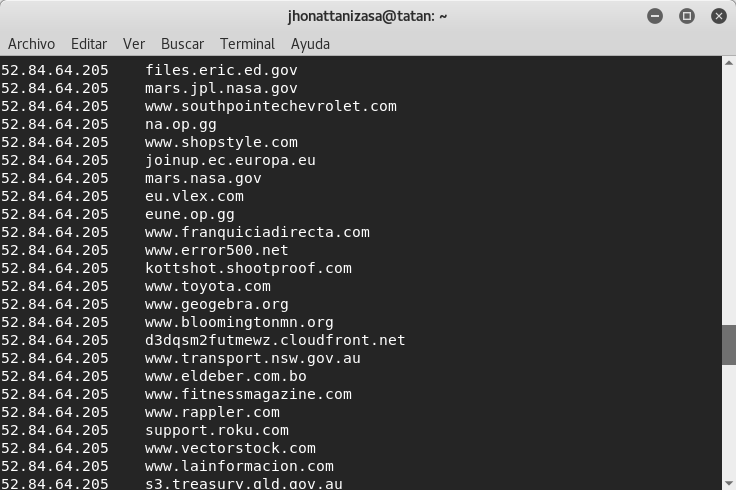 jhonattanizasa@tatan: ~
Archivo Editar Ver Buscar Terminal Ayuda
52.84.64.205 files.eric.ed.gov
52.84.64.205 mars.jpl.nasa.gov
52.84.64.205 www.southpointechevrolet.com
52.84.64.205 na.op.gg
52.84.64.205 www.shopstyle.com
52.84.64.205 joinup.ec.europa.eu
52.84.64.205 mars.nasa.gov
52.84.64.205 eu.vlex.com
52.84.64.205 eune.op.gg
52.84.64.205 www.franquiciadirecta.com
52.84.64.205 www.error500.net
52.84.64.205 kottshot.shootproof.com
52.84.64.205 www.toyota.com
52.84.64.205 www.geogebra.org
52.84.64.205 www.bloomingtonmn.org
52.84.64.205 d3dqsm2futmewz.cloudfront.net
52.84.64.205 www.transport.nsw.gov.au
52.84.64.205 www.eldeber.com.bo
52.84.64.205 www.fitnessmagazine.com
52.84.64.205 www.rappler.com
52.84.64.205 support.roku.com
52.84.64.205 www.vectorstock.com
52.84.64.205 www.lainformacion.com
52.84.64.205 s3.treasury.qld.gov.au